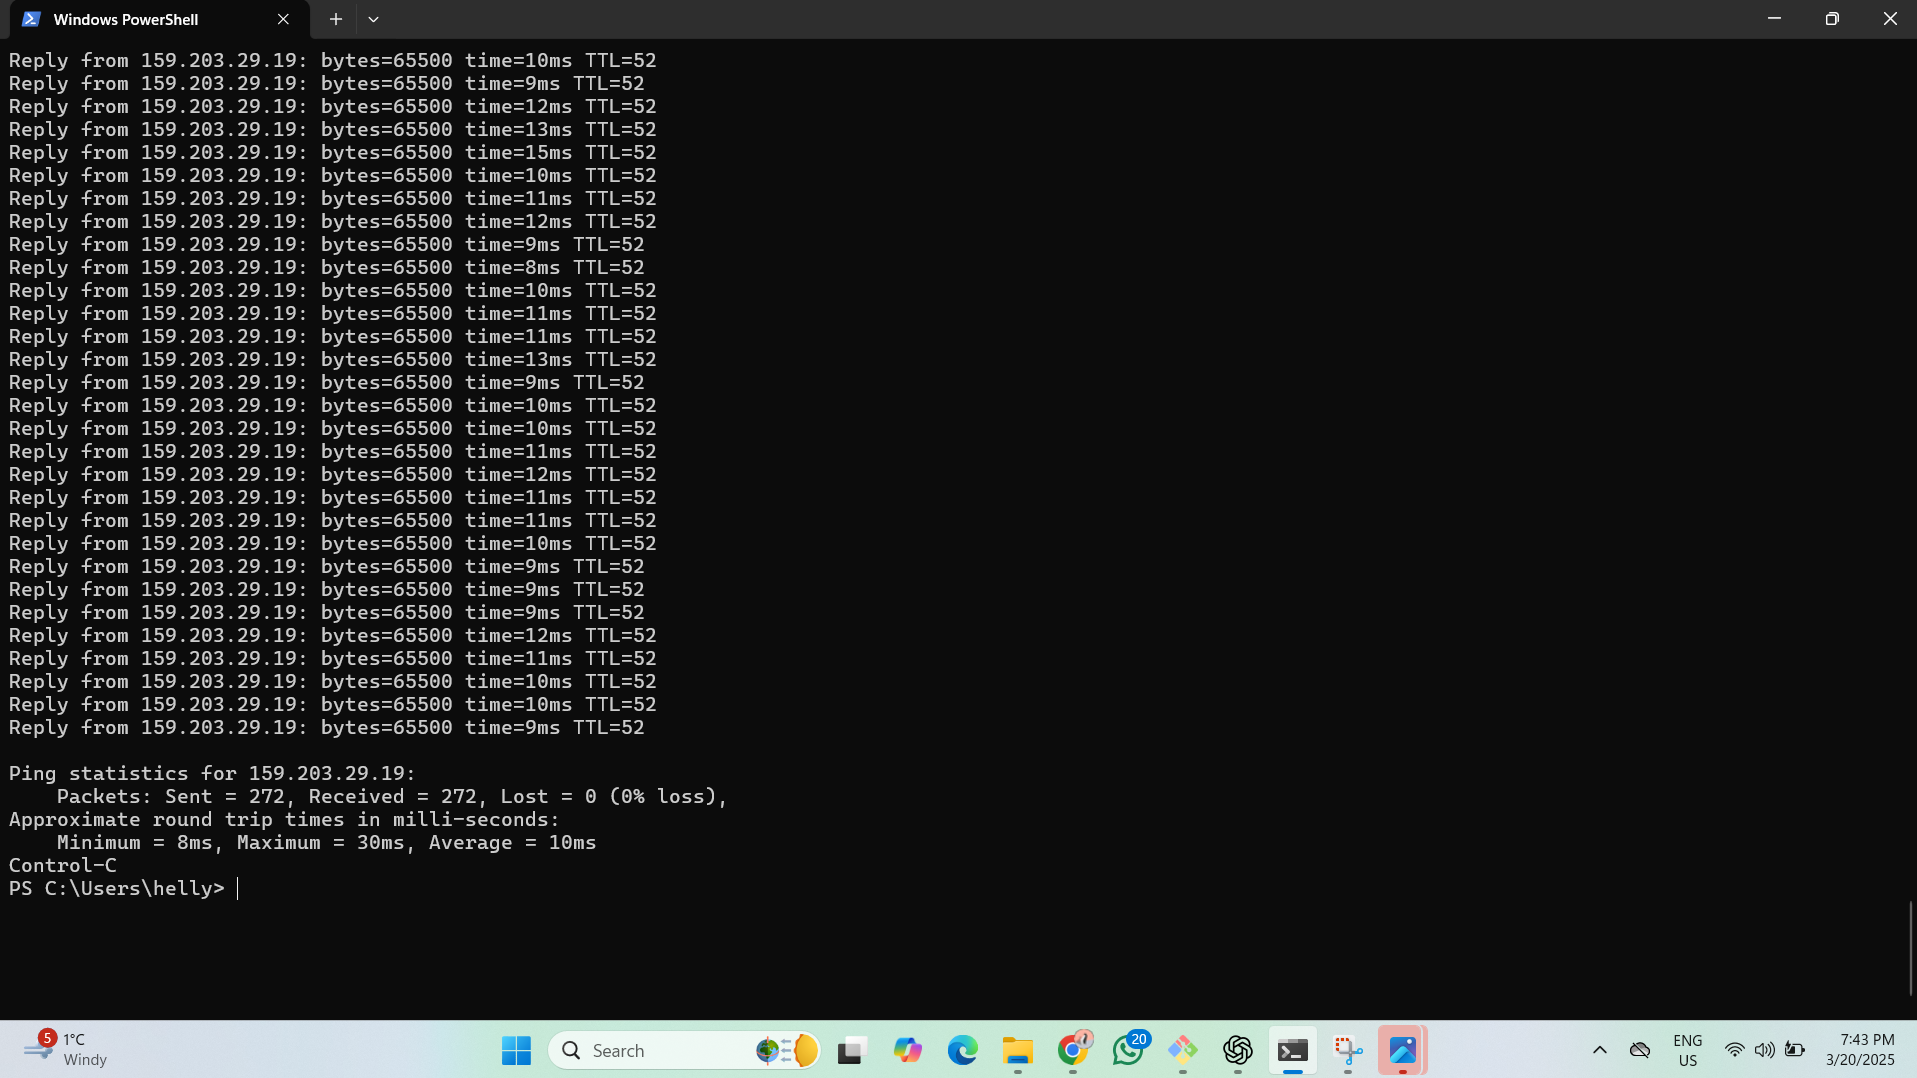 Windows PowerShell
Reply from 159.203.29.19: bytes=65500 time=10ms TTL=52
Reply from 159.203.29.19: bytes=65500 time=9ms TTL=52
Reply from 159.203.29.19: bytes=65500 time=12ms TTL=52
Reply from 159.203.29.19: bytes=65500 time=13ms TTL=52
Reply from 159.203.29.19: bytes=65500 time=15ms TTL=52
Reply from 159.203.29.19: bytes=65500 time=10ms TTL=52
Reply from 159.203.29.19: bytes=65500 time=11ms TTL=52
Reply from 159.203.29.19: bytes=65500 time=12ms TTL=52
Reply from 159.203.29.19: bytes=65500 time=9ms TTL=52
Reply from 159.203.29.19: bytes=65500 time=8ms TTL=52
Reply from 159.203.29.19: bytes=65500 time=10ms TTL=52
Reply from 159.203.29.19: bytes=65500 time=11ms TTL=52
Reply from 159.203.29.19: bytes=65500 time=11ms TTL=52
Reply from 159.203.29.19: bytes=65500 time=13ms TTL=52
Reply from 159.203.29.19: bytes=65500 time=9ms TTL=52
Reply from 159.203.29.19: bytes=65500 time=10ms TTL=52
Reply from 159.203.29.19: bytes=65500 time=10ms TTL=52
Reply from 159.203.29.19: bytes=65500 time=11ms TTL=52
Reply from 159.203.29.19: bytes=65500 time=12ms TTL=52
Reply from 159.203.29.19: bytes=65500 time=11ms TTL=52
Reply from 159.203.29.19: bytes=65500 time=11ms TTL=52
Reply from 159.203.29.19: bytes=65500 time=10ms TTL=52
Reply from 159.203.29.19: bytes=65500 time=9ms TTL=52
Reply from 159.203.29.19: bytes=65500 time=9ms TTL=52
Reply from 159.203.29.19: bytes=65500 time=9ms TTL=52
Reply from 159.203.29.19: bytes=65500 time=12ms TTL=52
Reply from 159.203.29.19: bytes=65500 time=11ms TTL=52
Reply from 159.203.29.19: bytes=65500 time=10ms TTL=52
Reply from 159.203.29.19: bytes=65500 time=10ms TTL=52
Reply from 159.203.29.19: bytes=65500 time=9ms TTL=52
Ping statistics for 159.203.29.19:
Packets: Sent = 272, Received = 272, Lost = 0 (0% loss),
Approximate round trip times in milli-seconds:
Minimum = 8ms, Maximum = 30ms, Average = 10ms
Control-C
PS C:\Users\helly>
5
1°C
Windy
Search
20
ENG
US
7:43 PM
3/20/2025